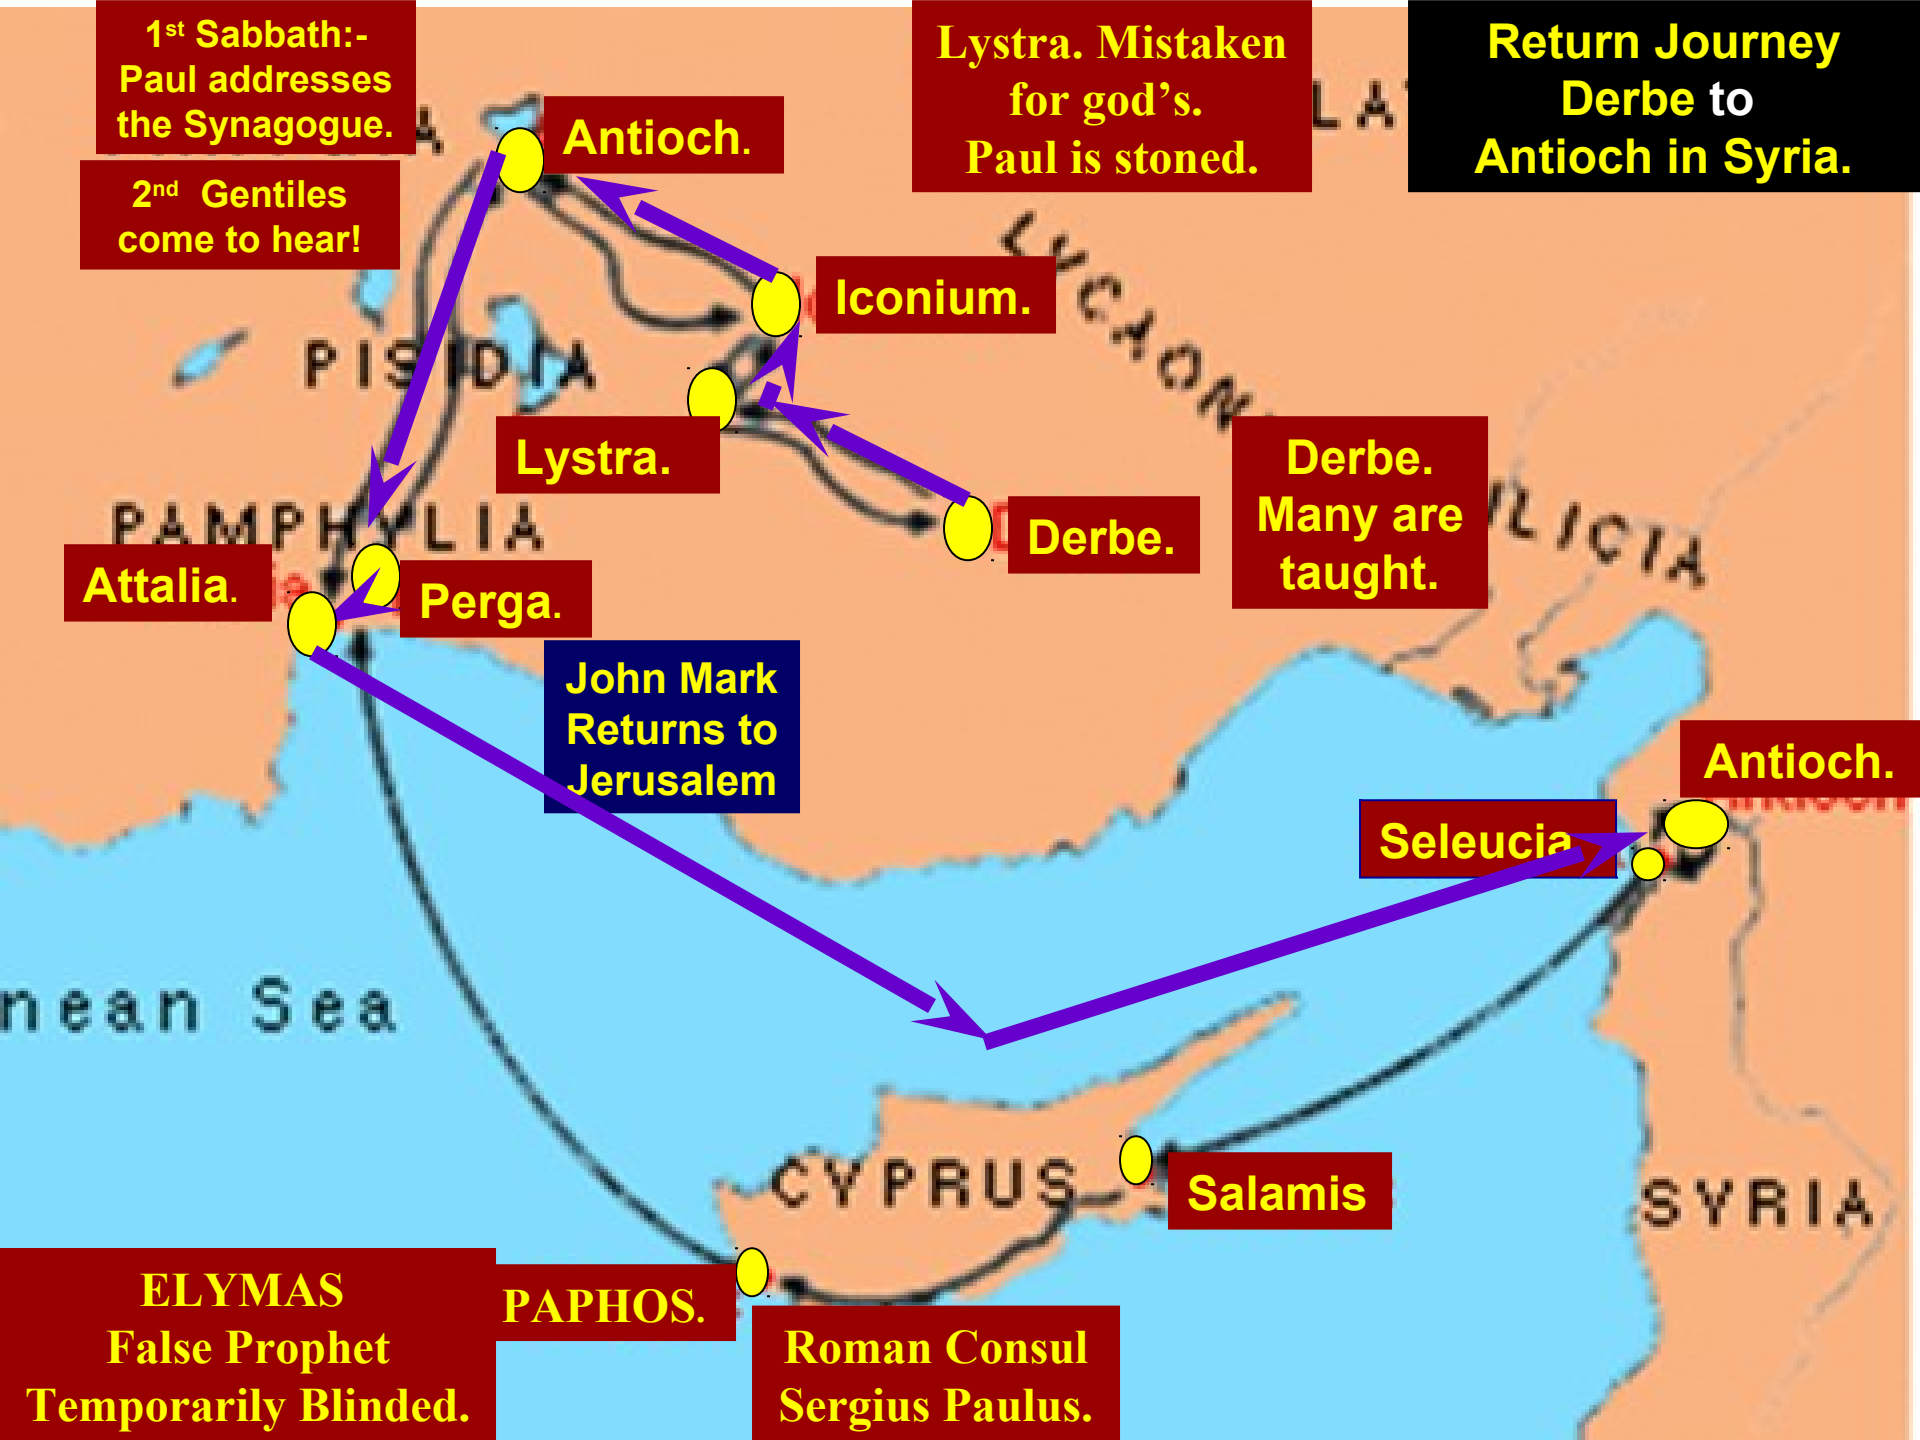 1st Sabbath:-
Paul addresses
the Synagogue.
2nd Gentiles
come to hear!
Antioch.
Lystra. Mistaken
for god's.
Paul is stoned.
Return Journey
Derbe to
Antioch in Syria.
Iconium.
PISIDIA
Lystra.
Derbe.
Derbe.
Many are
taught.
PAMPHYLIA
Attalia.
Perga.
John Mark
Returns to
Jerusalem
Antioch.
Seleucia
nean Sea
CYPRUS
Salamis
SYRIA
ELYMAS
False Prophet
Temporarily Blinded.
PAPHOS.
Roman Consul
Sergius Paulus.